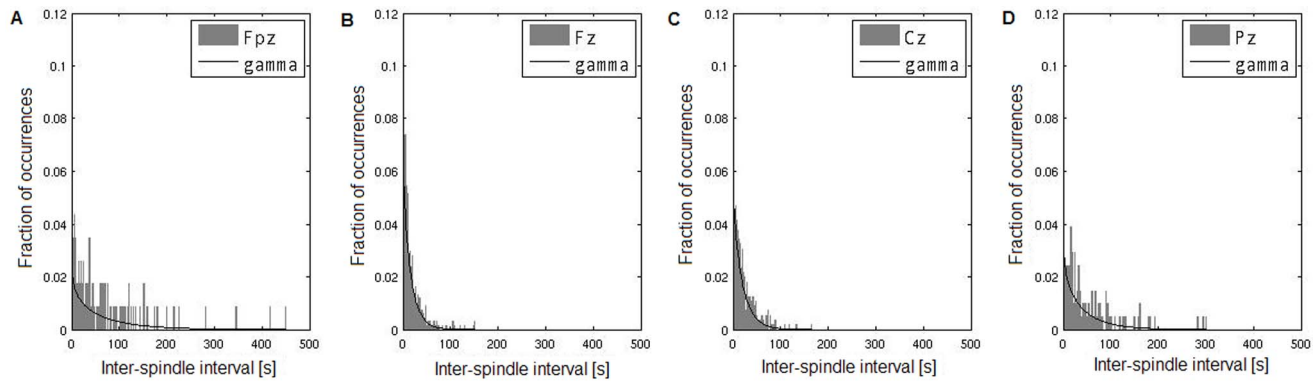 A
Fpz
gamma
Fraction of occurrences
0.12
0.1
0.08
0.06
0.04
0.02
0
0 100 200 300 400 500
Inter-spindle interval [s]
B
Fz
gamma
Fraction of occurrences
0.12
0.1
0.08
0.06
0.04
0.02
0
0 100 200 300 400 500
Inter-spindle interval [s]
C
Cz
gamma
Fraction of occurrences
0.12
0.1
0.08
0.06
0.04
0.02
0
0 100 200 300 400 500
Inter-spindle interval [s]
D
Pz
gamma
Fraction of occurrences
0.12
0.1
0.08
0.06
0.04
0.02
0
0 100 200 300 400 500
Inter-spindle interval [s]